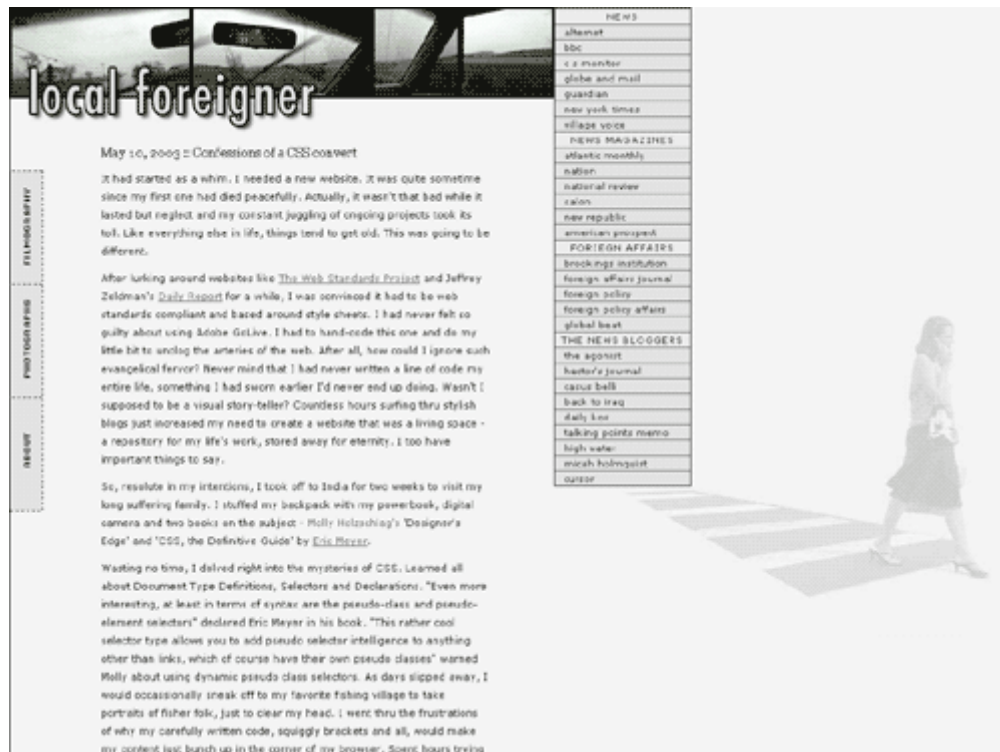 local foreigner
FILMOGRAPHY
PHOTOGRAPHS
ABOUT
May 10, 2003 :: Confessions of a CSS convert
It had started as a whim. I needed a new website. It was quite sometime
since my first one had died peacefully. Actually, it wasn't that bad while it
lasted but neglect and my constant juggling of ongoing projects took its
toll. Like everything else in life, things tend to get old. This was going to be
different.
After lurking around websites like The Web Standards Project and Jeffrey
Zeldman's Daily Report for a while, I was convinced it had to be web
standards compliant and based around style sheets. I had never felt so
guilty about using Adobe GoLive. I had to hand-code this one and do my
little bit to unclog the arteries of the web. After all, how could I ignore such
evangelical fervor? Never mind that I had never written a line of code my
entire life, something I had sworn earlier I'd never end up doing. Wasn't I
supposed to be a visual story-teller? Countless hours surfing thru stylish
blogs just increased my need to create a website that was a living space -
a repository for my life's work, stored away for eternity. I too have
important things to say.
So, resolute in my intentions, I took off to India for two weeks to visit my
long suffering family. I stuffed my backpack with my powerbook, digital
camera and two books on the subject - Molly Holzschlag's 'Designer's
Edge' and 'CSS, the Definitive Guide' by Eric Meyer.
Wasting no time, I delved right into the mysteries of CSS. Learned all
about Document Type Definitions, Selectors and Declarations. "Even more
interesting, at least in terms of syntax are the pseudo-class and pseudo-
element selectors" declared Eric Meyer in his book. "This rather cool
selector type allows you to add pseudo selector intelligence to anything
other than links, which of course have their own pseudo classes" warned
Molly about using dynamic pseudo class selectors. As days slipped away, I
would occassionally sneak off to my favorite fishing village to take
portraits of fisher folk, just to clear my head. I went thru the frustrations
of why my carefully written code, squiggly brackets and all, would make
my content just bunch up in the corner of my browser. Spent hours trying
NEWS
alternet
bbc
c s monitor
globe and mail
guardian
new york times
village voice
NEWS MAGAZINES
atlantic monthly
nation
national review
salon
new republic
american prospect
FORIEGN AFFAIRS
brookings institution
foreign affairs journal
foreign policy
foreign policy affairs
global beat
THE NEWS BLOGGERS
the agonist
hector's journal
casus belli
back to iraq
daily kos
talking points memo
high water
micah holmquist
cursor